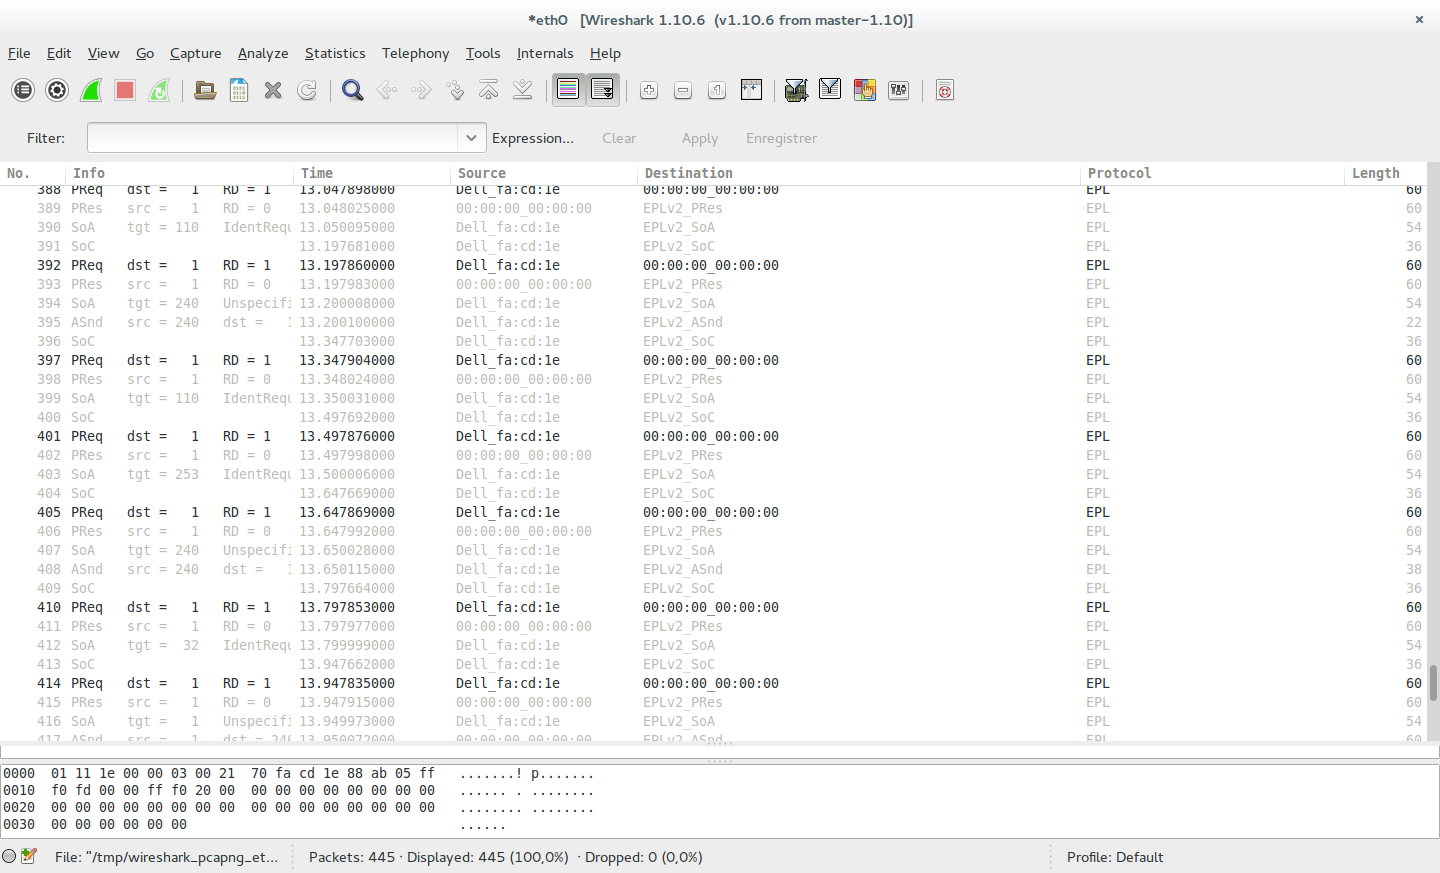 *eth0 [Wireshark 1.10.6 (v1.10.6 from master-1.10)]
File Edit View Go Capture Analyze Statistics Telephony Tools Internals Help
Filter: Expression... Clear Apply Enregistrer
No. Info Time Source Destination Protocol Length
388 PReq dst = 1 RD = 1 13.047898000 Dell_fa:cd:1e 00:00:00_00:00:00 EPL 60
389 PRes src = 1 RD = 0 13.048025000 00:00:00_00:00:00 EPLv2_PRes EPL 60
390 SoA tgt = 110 IdentRequ 13.050095000 Dell_fa:cd:1e EPLv2_SoA EPL 54
391 SoC 13.197681000 Dell_fa:cd:1e EPLv2_SoC EPL 36
392 PReq dst = 1 RD = 1 13.197860000 Dell_fa:cd:1e 00:00:00_00:00:00 EPL 60
393 PRes src = 1 RD = 0 13.197983000 00:00:00_00:00:00 EPLv2_PRes EPL 60
394 SoA tgt = 240 Unspecifi 13.200008000 Dell_fa:cd:1e EPLv2_SoA EPL 54
395 ASnd src = 240 dst = 1 13.200100000 Dell_fa:cd:1e EPLv2_ASnd EPL 22
396 SoC 13.347703000 Dell_fa:cd:1e EPLv2_SoC EPL 36
397 PReq dst = 1 RD = 1 13.347904000 Dell_fa:cd:1e 00:00:00_00:00:00 EPL 60
398 PRes src = 1 RD = 0 13.348024000 00:00:00_00:00:00 EPLv2_PRes EPL 60
399 SoA tgt = 110 IdentRequ 13.350031000 Dell_fa:cd:1e EPLv2_SoA EPL 54
400 SoC 13.497692000 Dell_fa:cd:1e EPLv2_SoC EPL 36
401 PReq dst = 1 RD = 1 13.497876000 Dell_fa:cd:1e 00:00:00_00:00:00 EPL 60
402 PRes src = 1 RD = 0 13.497998000 00:00:00_00:00:00 EPLv2_PRes EPL 60
403 SoA tgt = 253 IdentRequ 13.500006000 Dell_fa:cd:1e EPLv2_SoA EPL 54
404 SoC 13.647669000 Dell_fa:cd:1e EPLv2_SoC EPL 36
405 PReq dst = 1 RD = 1 13.647869000 Dell_fa:cd:1e 00:00:00_00:00:00 EPL 60
406 PRes src = 1 RD = 0 13.647992000 00:00:00_00:00:00 EPLv2_PRes EPL 60
407 SoA tgt = 240 Unspecifi 13.650028000 Dell_fa:cd:1e EPLv2_SoA EPL 54
408 ASnd src = 240 dst = 1 13.650115000 Dell_fa:cd:1e EPLv2_ASnd EPL 38
409 SoC 13.797664000 Dell_fa:cd:1e EPLv2_SoC EPL 36
410 PReq dst = 1 RD = 1 13.797853000 Dell_fa:cd:1e 00:00:00_00:00:00 EPL 60
411 PRes src = 1 RD = 0 13.797977000 00:00:00_00:00:00 EPLv2_PRes EPL 60
412 SoA tgt = 32 IdentRequ 13.799999000 Dell_fa:cd:1e EPLv2_SoA EPL 54
413 SoC 13.947662000 Dell_fa:cd:1e EPLv2_SoC EPL 36
414 PReq dst = 1 RD = 1 13.947835000 Dell_fa:cd:1e 00:00:00_00:00:00 EPL 60
415 PRes src = 1 RD = 0 13.947915000 00:00:00_00:00:00 EPLv2_PRes EPL 60
416 SoA tgt = 1 Unspecifi 13.949973000 Dell_fa:cd:1e EPLv2_SoA EPL 54
417 ASnd src = 1 dst = 240 13.950072000 00:00:00_00:00:00 EPLv2_ASnd EPL 60
0000 01 11 1e 00 00 03 00 21 70 fa cd 1e 88 ab 05 ff .......! p.......
0010 f0 fd 00 00 ff f0 20 00 00 00 00 00 00 00 00 00 ...... . ........
0020 00 00 00 00 00 00 00 00 00 00 00 00 00 00 00 00 ........ ........
0030 00 00 00 00 00 00 ......
File: "/tmp/wireshark_pcapng_et... Packets: 445 · Displayed: 445 (100,0%) · Dropped: 0 (0,0%) Profile: Default